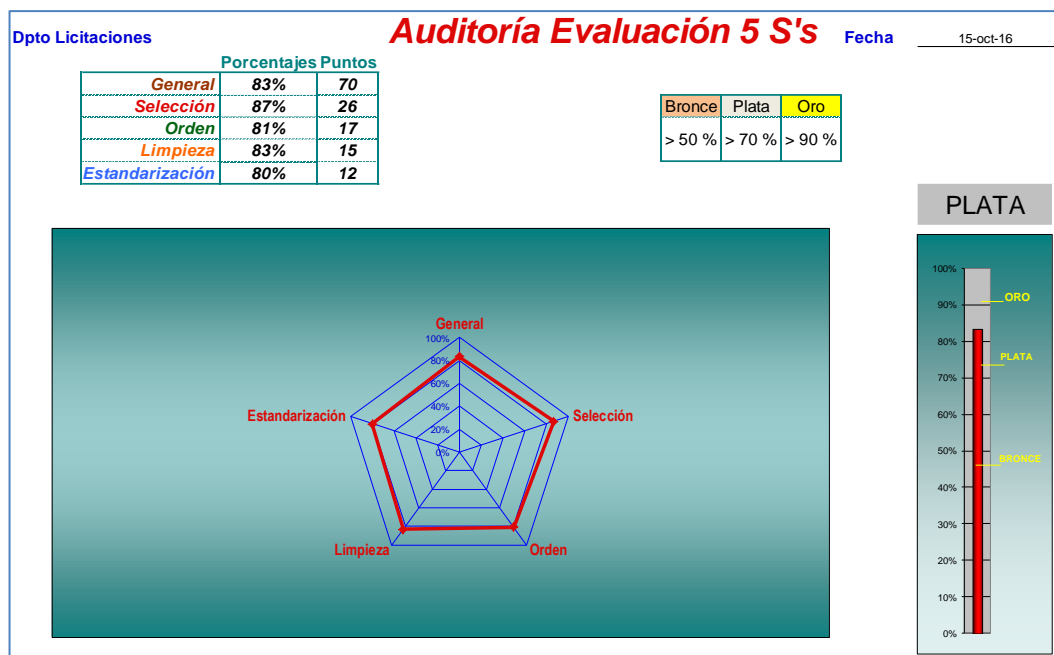 Dpto Licitaciones Auditoría Evaluación 5 S's Fecha 15-oct-16
Porcentajes Puntos
General 83% 70
Selección 87% 26
Orden 81% 17
Limpieza 83% 15
Estandarización 80% 12
Bronce Plata Oro
> 50 % > 70 % > 90 %
PLATA
General
100%
80%
60%
40%
20%
0%
Selección
Orden
Limpieza
Estandarización
100%
90%
80%
70%
60%
50%
40%
30%
20%
10%
0%
ORO
PLATA
BRONCE